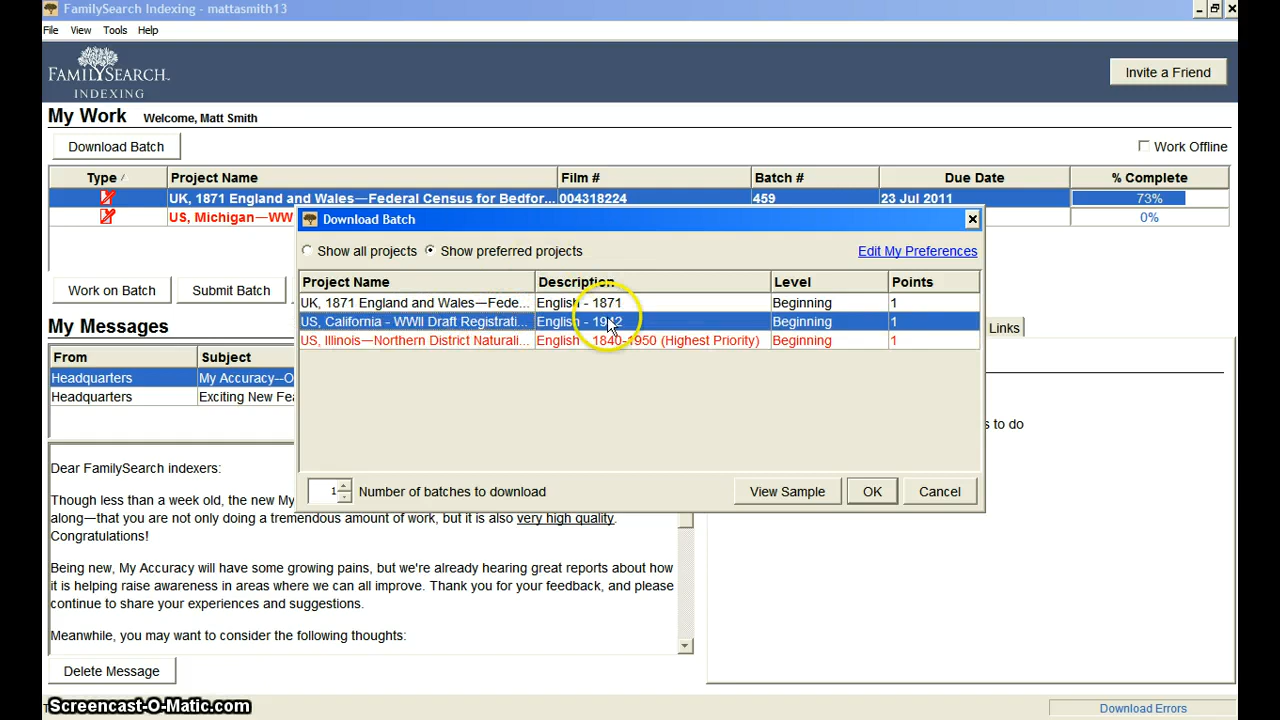 FamilySearch Indexing - mattasmith13
File View Tools Help
FAMILYSEARCH
INDEXING
Invite a Friend
My Work Welcome, Matt Smith
Download Batch
Work Offline
Type Project Name Film # Batch # Due Date % Complete
UK, 1871 England and Wales—Federal Census for Bedfor... 004318224 459 23 Jul 2011 73%
US, Michigan—WW 0%
Download Batch
Show all projects Show preferred projects Edit My Preferences
Project Name Description Level Points
UK, 1871 England and Wales—Fede... English - 1871 Beginning 1
US, California - WWII Draft Registrati... English - 1942 Beginning 1
US, Illinois—Northern District Naturali... English - 1840-1950 (Highest Priority) Beginning 1
1 Number of batches to download View Sample OK Cancel
Work on Batch Submit Batch
My Messages
Links
From Subject
Headquarters My Accuracy--O
Headquarters Exciting New Fea
s to do
Dear FamilySearch indexers:
Though less than a week old, the new My
along—that you are not only doing a tremendous amount of work, but it is also very high quality.
Congratulations!
Being new, My Accuracy will have some growing pains, but we're already hearing great reports about how
it is helping raise awareness in areas where we can all improve. Thank you for your feedback, and please
continue to share your experiences and suggestions.
Meanwhile, you may want to consider the following thoughts:
Delete Message
Screencast-O-Matic.com
Download Errors